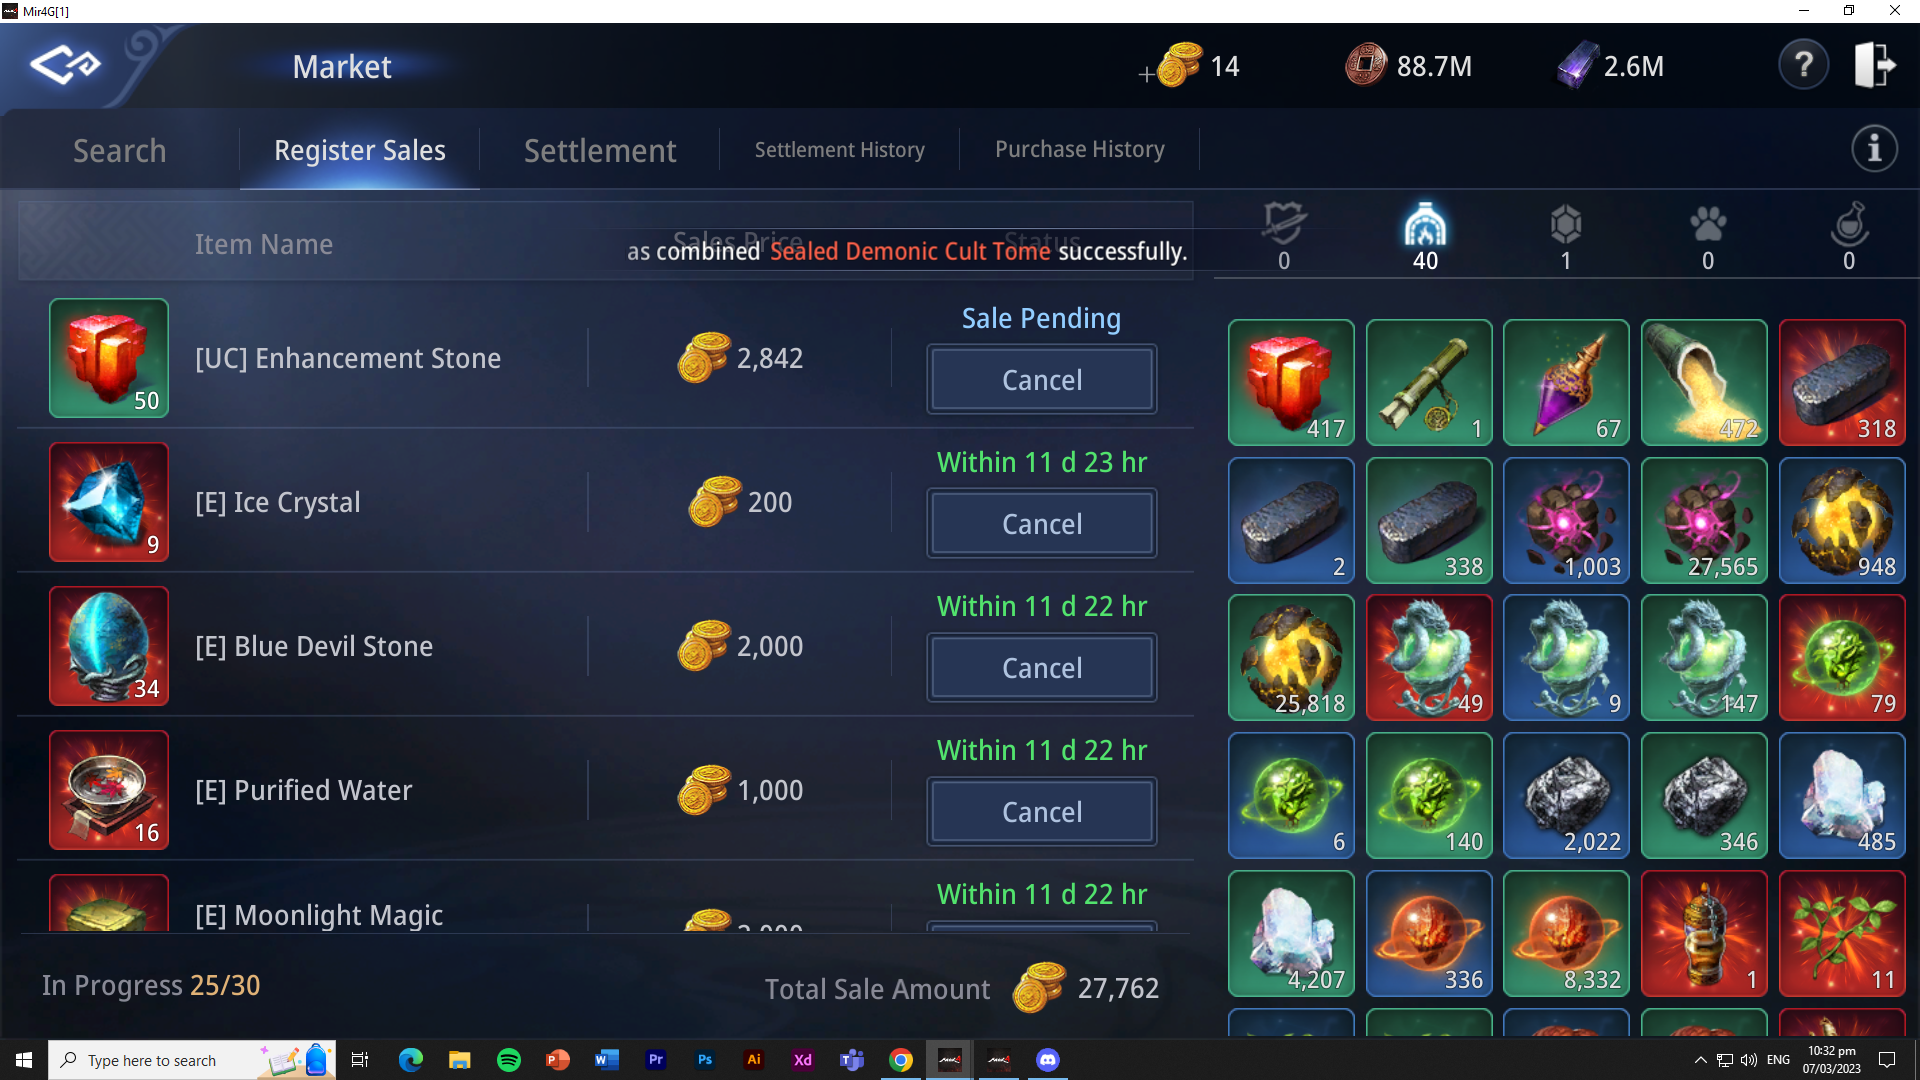 Mir4G[1]
Market
14
88.7M
2.6M
?
Search
Register Sales
Settlement
Settlement History
Purchase History
Item Name
Sales Price
Status
as combined Sealed Demonic Cult Tome successfully.
0
40
1
0
0
50
[UC] Enhancement Stone
2,842
Sale Pending
Cancel
9
[E] Ice Crystal
200
Within 11 d 23 hr
Cancel
34
[E] Blue Devil Stone
2,000
Within 11 d 22 hr
Cancel
16
[E] Purified Water
1,000
Within 11 d 22 hr
Cancel
[E] Moonlight Magic
Within 11 d 22 hr
In Progress 25/30
Total Sale Amount
27,762
417
1
67
472
318
2
338
1,003
27,565
948
25,818
49
9
147
79
6
140
2,022
346
485
4,207
336
8,332
1
11
Type here to search
ENG
10:32 pm
07/03/2023